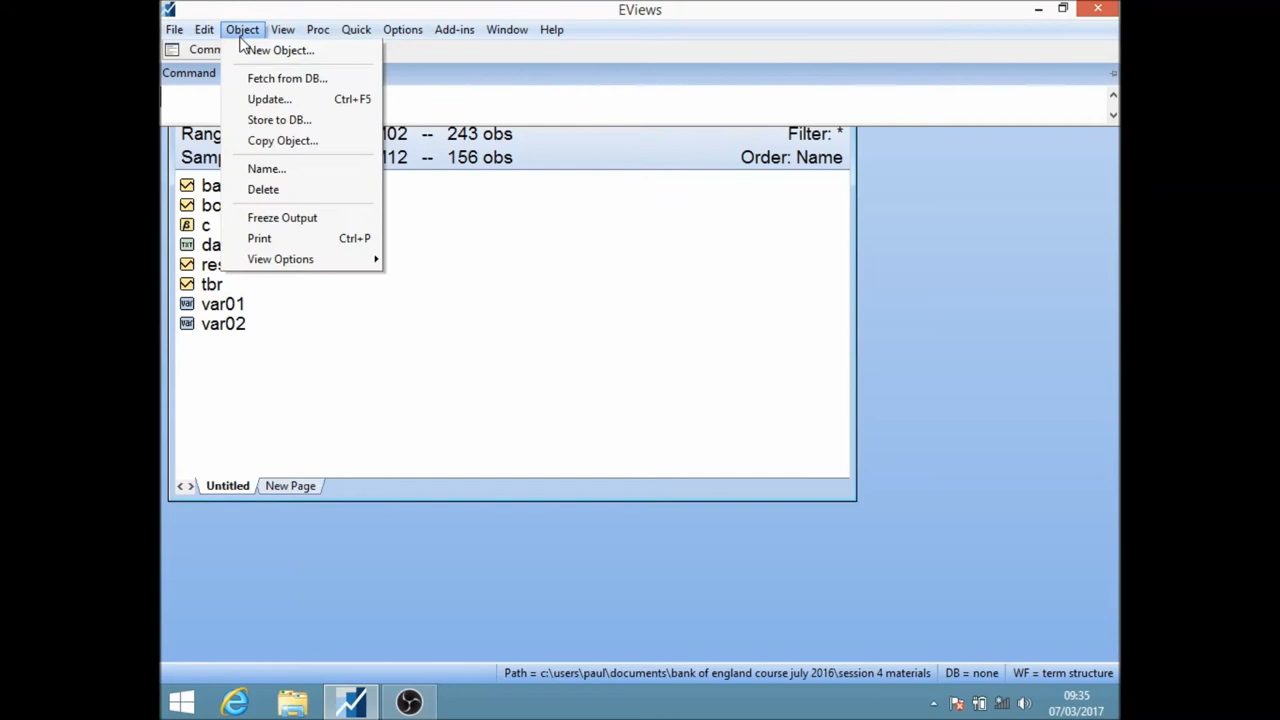 EViews
File Edit Object View Proc Quick Options Add-ins Window Help
Comm
New Object...
Command
Fetch from DB...
Update... Ctrl+F5
Store to DB...
Copy Object...
Name...
Delete
Freeze Output
Print Ctrl+P
View Options
Rang 02 -- 243 obs Filter: *
Sam 12 -- 156 obs Order: Name
ba
bo
c
da
res
tbr
var01
var02
Untitled New Page
Path = c:\users\paul\documents\bank of england course july 2016\session 4 materials DB = none WF = term structure
09:35
07/03/2017